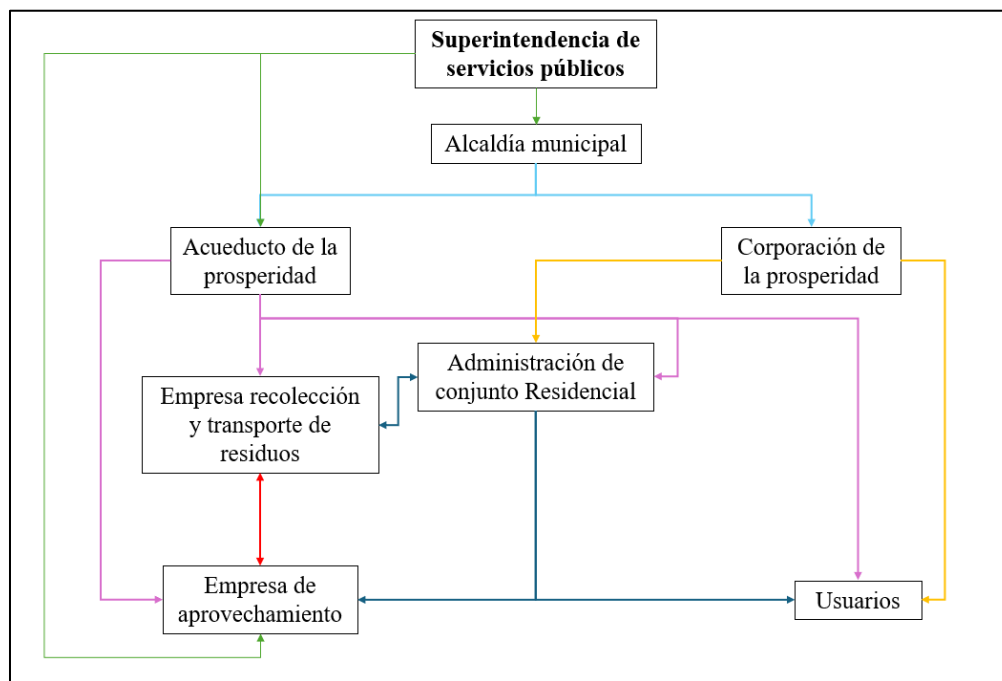 Superintendencia de
servicios públicos
Alcaldía municipal
Acueducto de la
prosperidad
Corporación de
la prosperidad
Administración de
conjunto Residencial
Empresa recolección
y transporte de
residuos
Empresa de
aprovechamiento
Usuarios